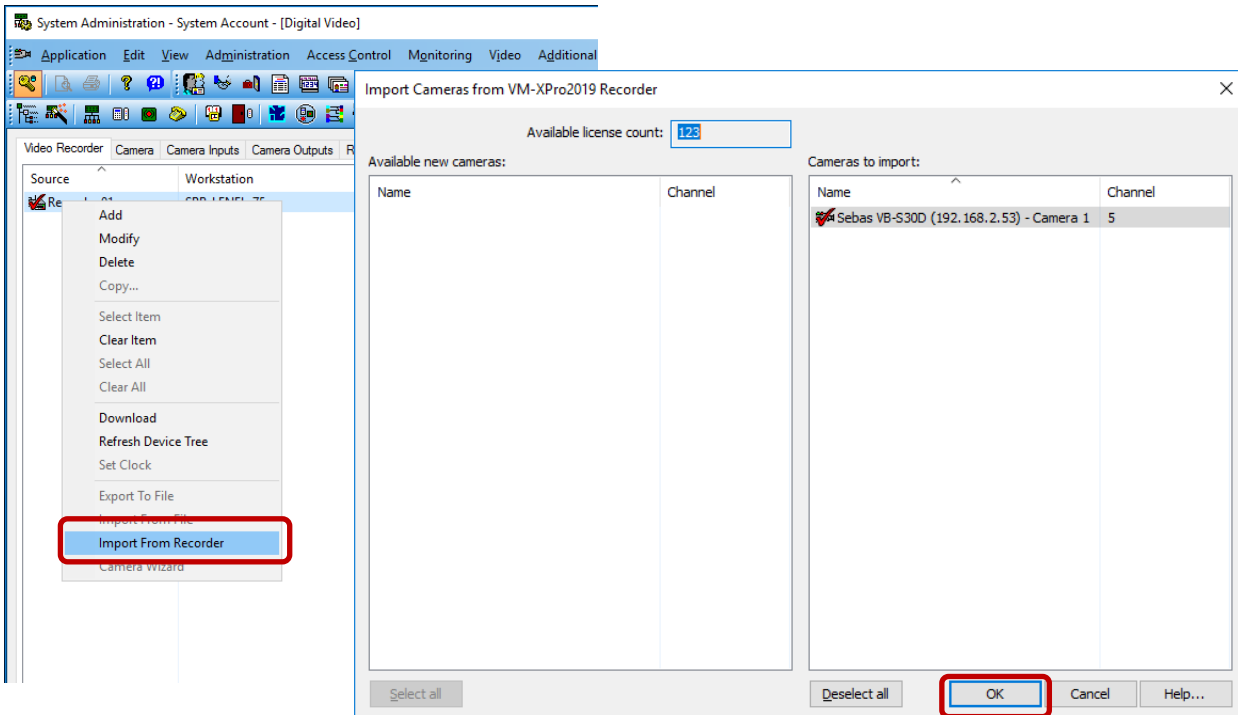 System Administration - System Account - [Digital Video]
Application Edit View Administration Access Control Monitoring Video Additional
Video Recorder Camera Camera Inputs Camera Outputs R
Source Workstation
Add
Modify
Delete
Copy...
Select Item
Clear Item
Select All
Clear All
Download
Refresh Device Tree
Set Clock
Export To File
Import From File
Import From Recorder
Camera Wizard
Import Cameras from VM-XPro2019 Recorder
Available license count: 123
Available new cameras:
Name Channel
Select all
Cameras to import:
Name Channel
Sebas VB-S30D (192.168.2.53) - Camera 1 5
Deselect all OK Cancel Help...